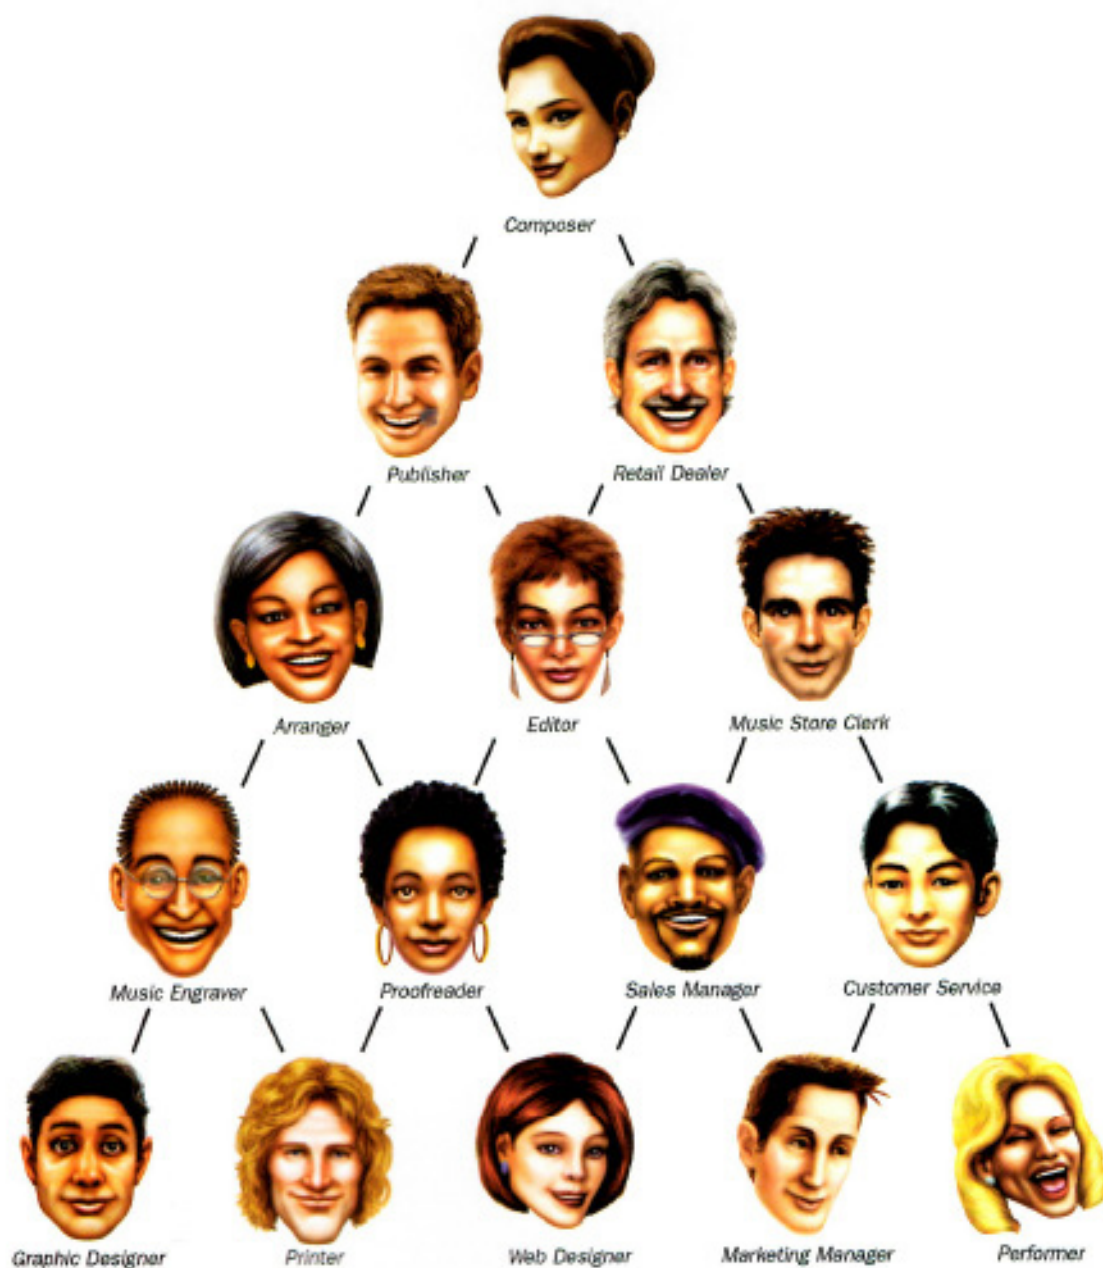 Composer
Publisher
Retail Dealer
Arranger
Editor
Music Store Clerk
Music Engraver
Proofreader
Sales Manager
Customer Service
Graphic Designer
Printer
Web Designer
Marketing Manager
Performer